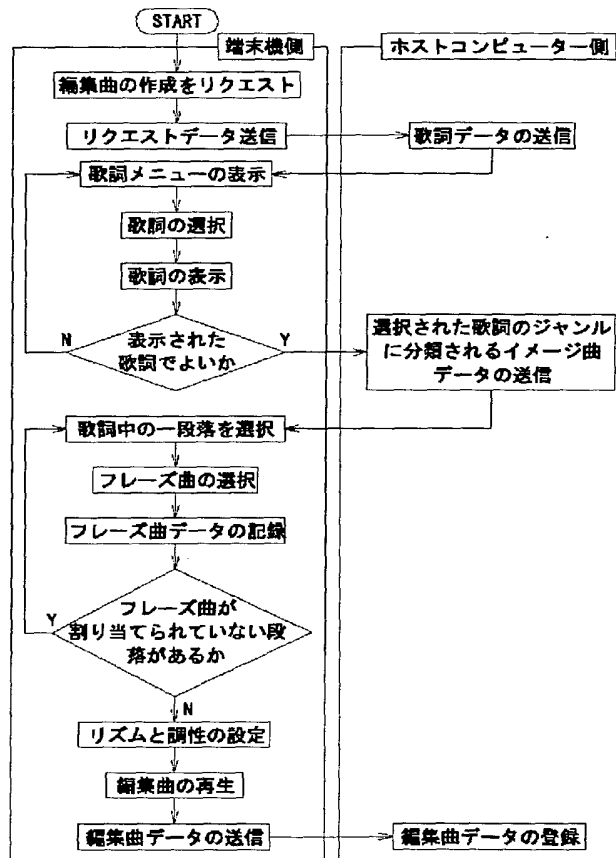 START
端末機側
ホストコンピューター側
編集曲の作成をリクエスト
リクエストデータ送信
歌詞データの送信
歌詞メニューの表示
歌詞の選択
歌詞の表示
N
表示された
歌詞でよいか
Y
選択された歌詞のジャンル
に分類されるイメージ曲
データの送信
歌詞中の一段落を選択
フレーズ曲の選択
フレーズ曲データの記録
Y
フレーズ曲が
割り当てられていない段
落があるか
N
リズムと調性の設定
編集曲の再生
編集曲データの送信
編集曲データの登録